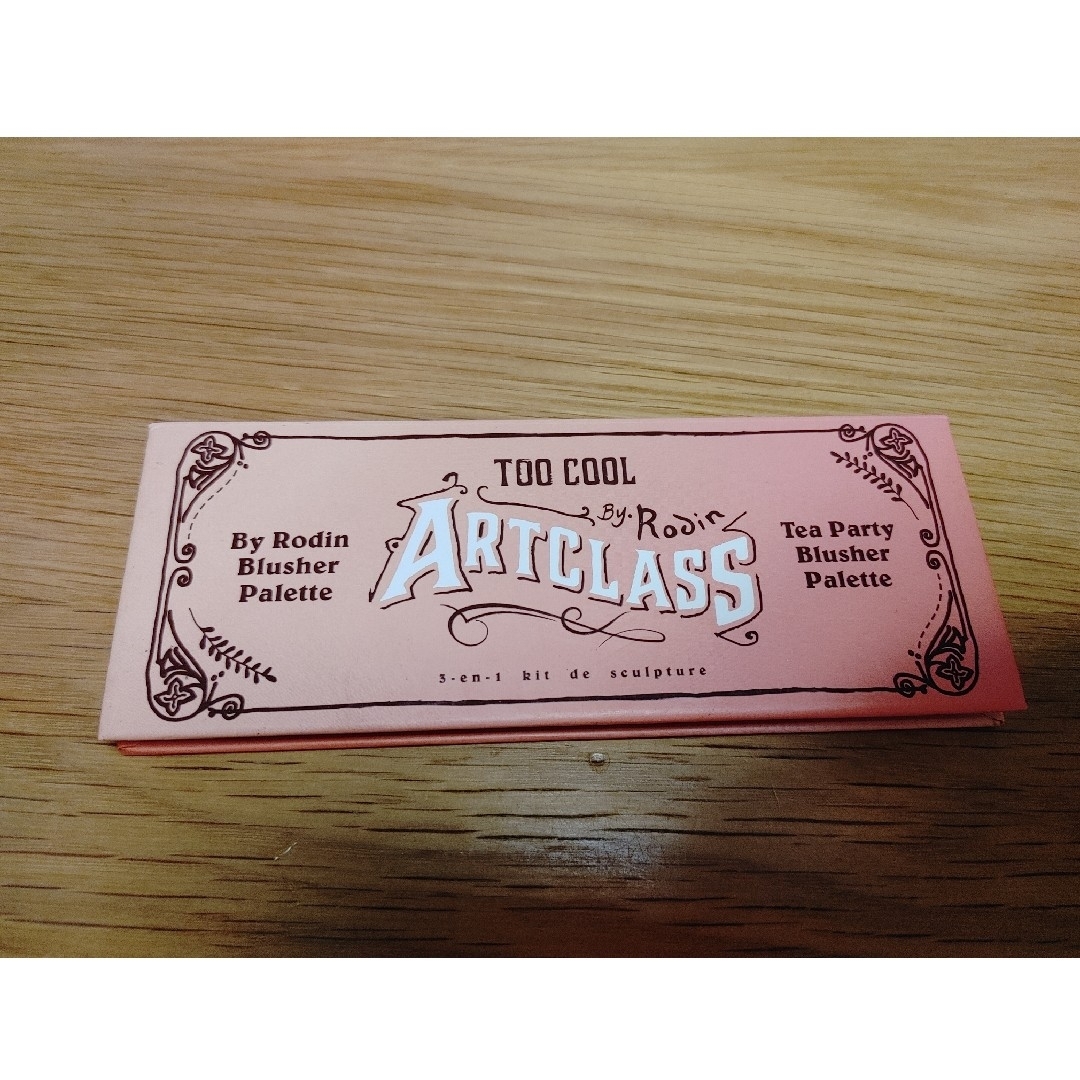 TOO COOL
By. Rodin
ARTCLASS
By Rodin
Blusher
Palette
Tea Party
Blusher
Palette
3-en-1 kit de sculpture